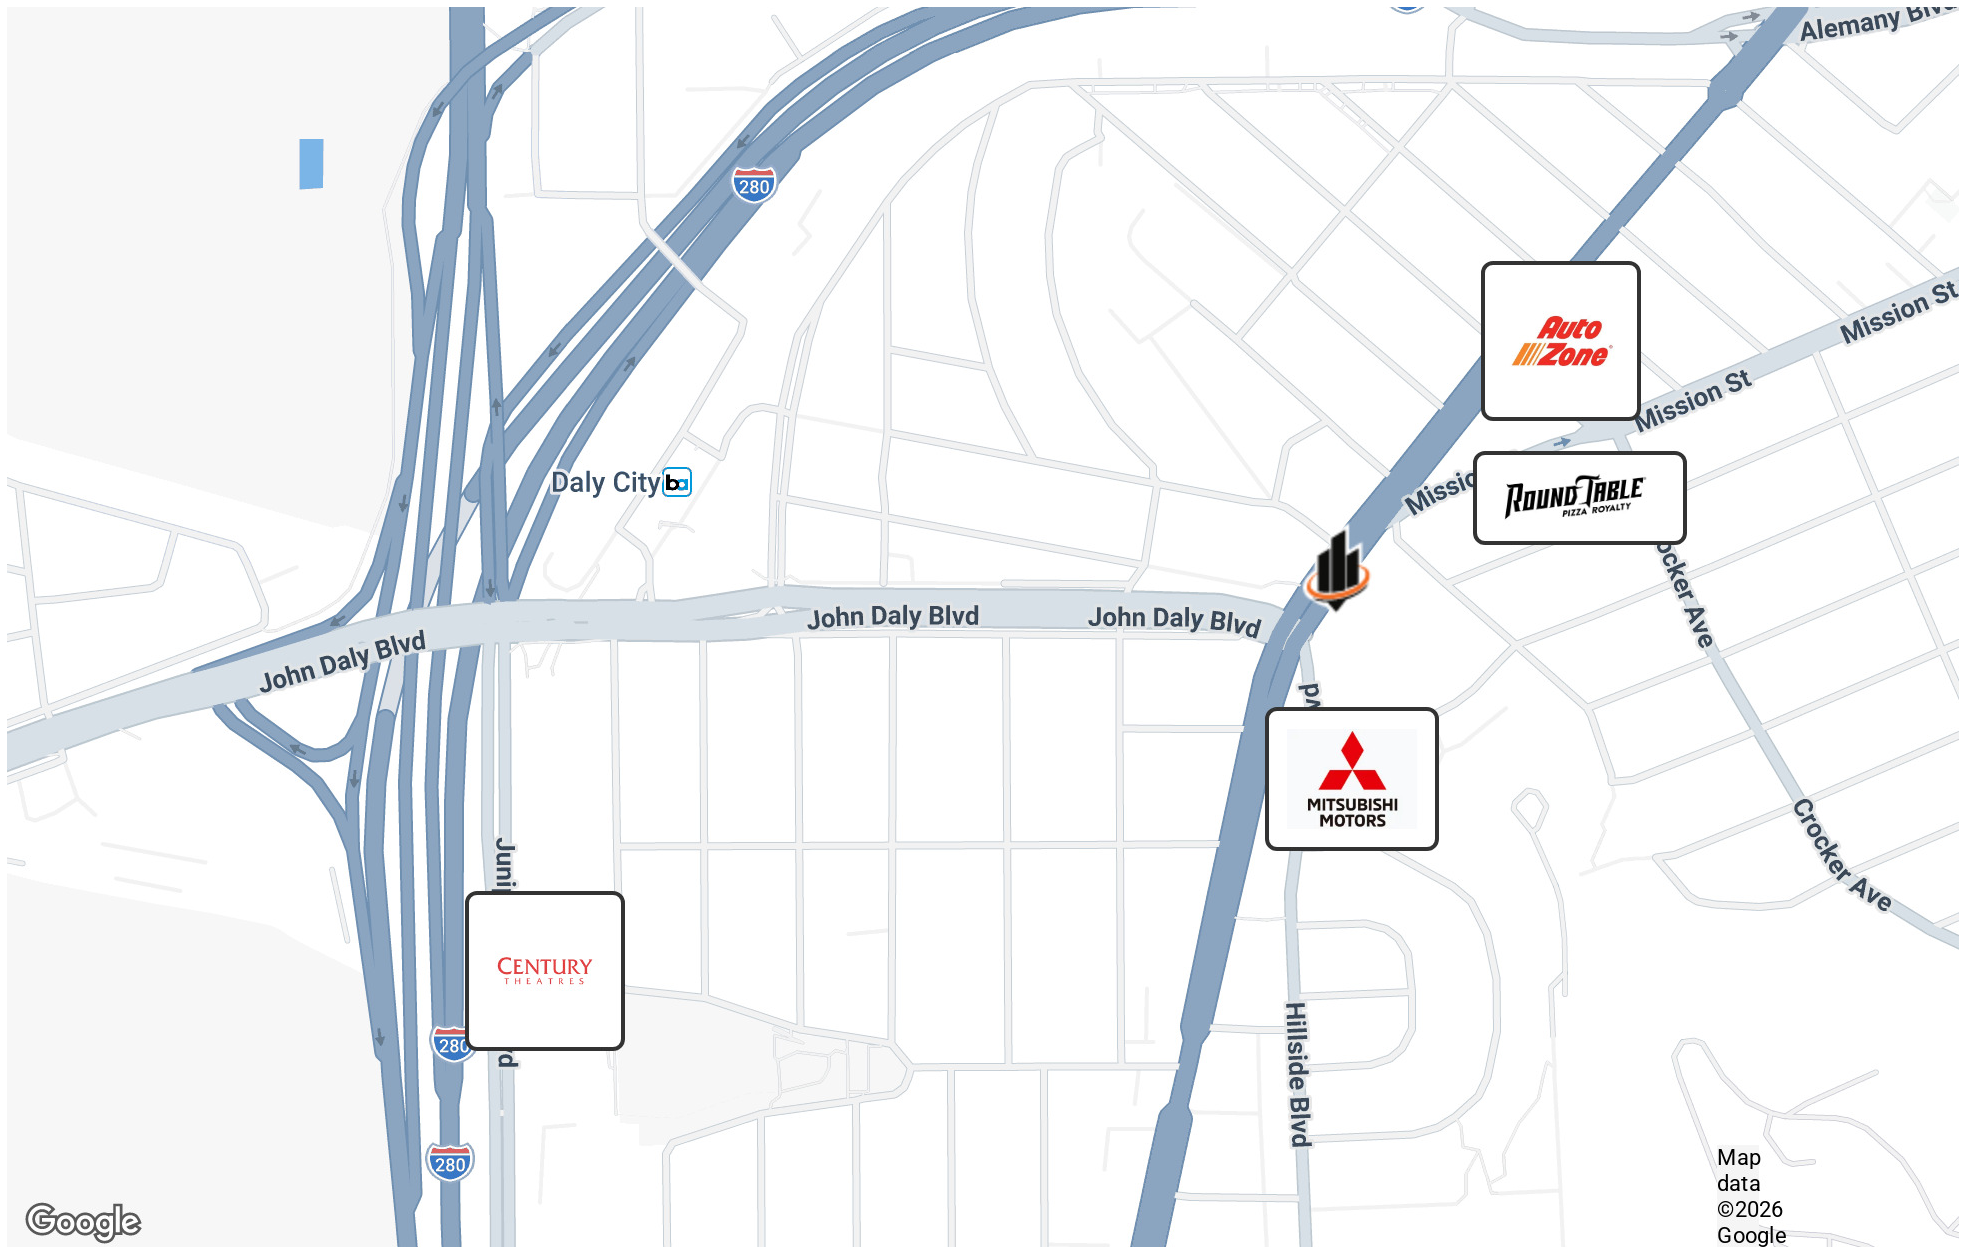 Alemany Blvd
280
Mission St
Auto
Zone
Mission St
Daly City
ba
ROUND TABLE
PIZZA ROYALTY
John Daly Blvd
John Daly Blvd
John Daly Blvd
Crocker Ave
MITSUBISHI
MOTORS
Crocker Ave
CENTURY
THEATRES
280
Hillside Blvd
280
Map
data
©2026
Google
Google